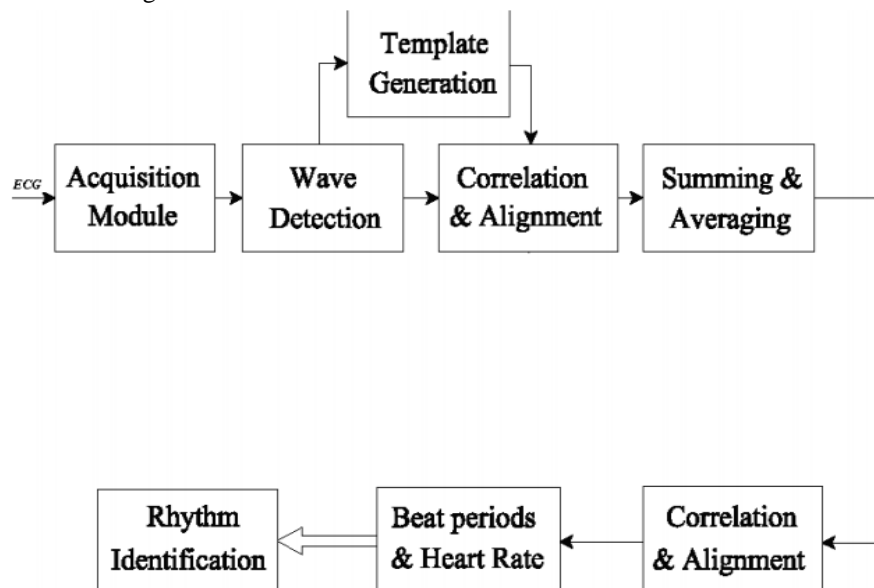 Template
Generation
ECG
Acquisition
Module
Wave
Detection
Correlation
& Alignment
Summing &
Averaging
Rhythm
Identification
Beat periods
& Heart Rate
Correlation
& Alignment